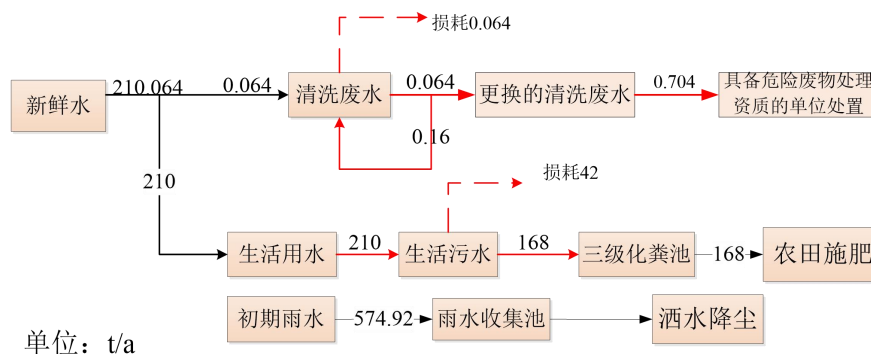 损耗0.064
新鲜水
210.064
0.064
清洗废水
0.064
更换的清洗废水
0.704
具备危险废物处理
资质的单位处置
0.16
210
损耗42
生活用水
210
生活污水
168
三级化粪池
168
农田施肥
初期雨水
574.92
雨水收集池
洒水降尘
单位：t/a